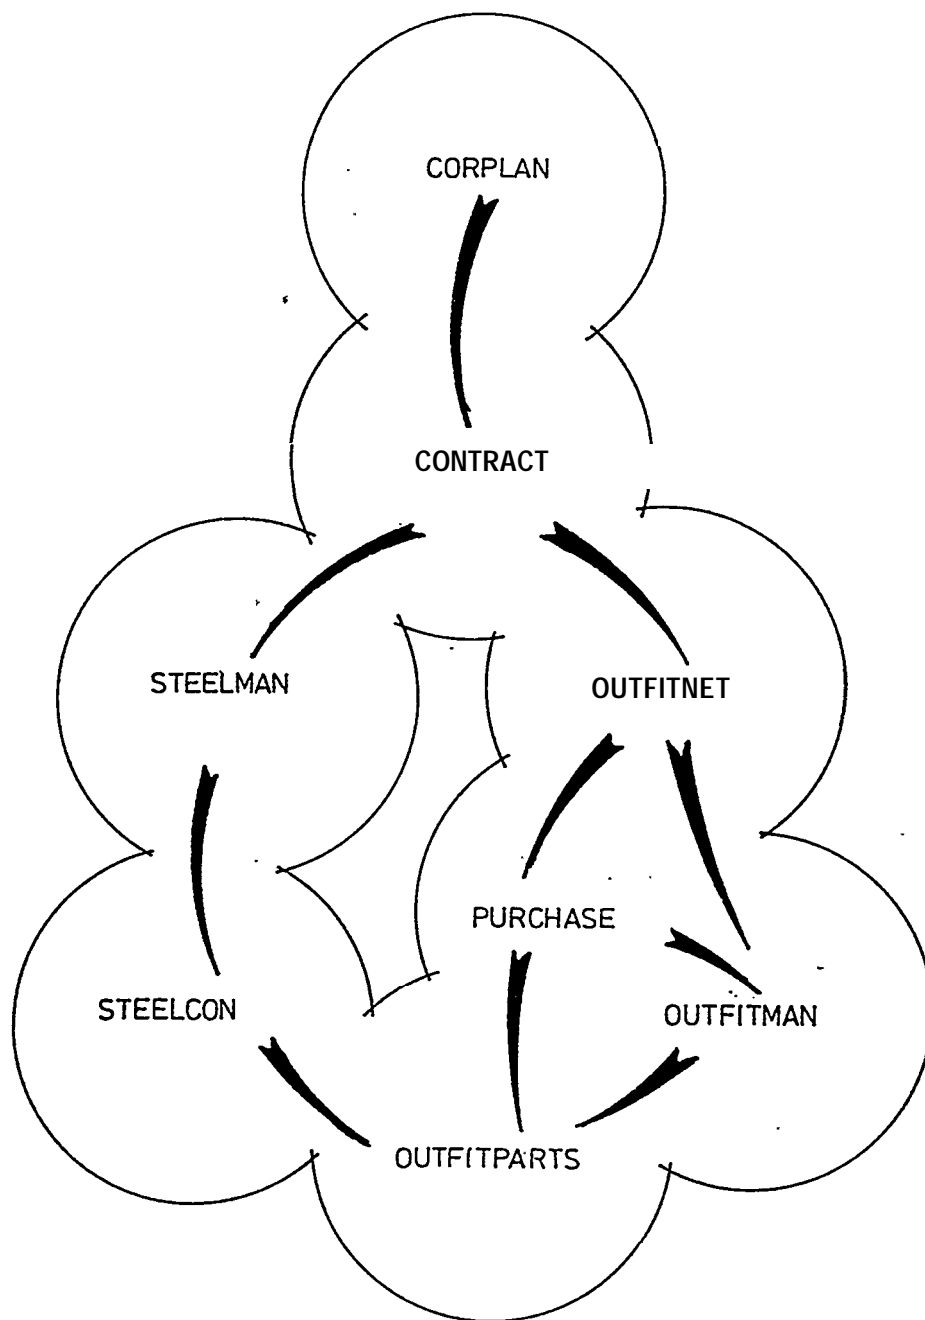 CORPLAN
CONTRACT
STEELMAN
OUTFITNET
PURCHASE
STEELCON
OUTFITMAN
OUTFITPARTS